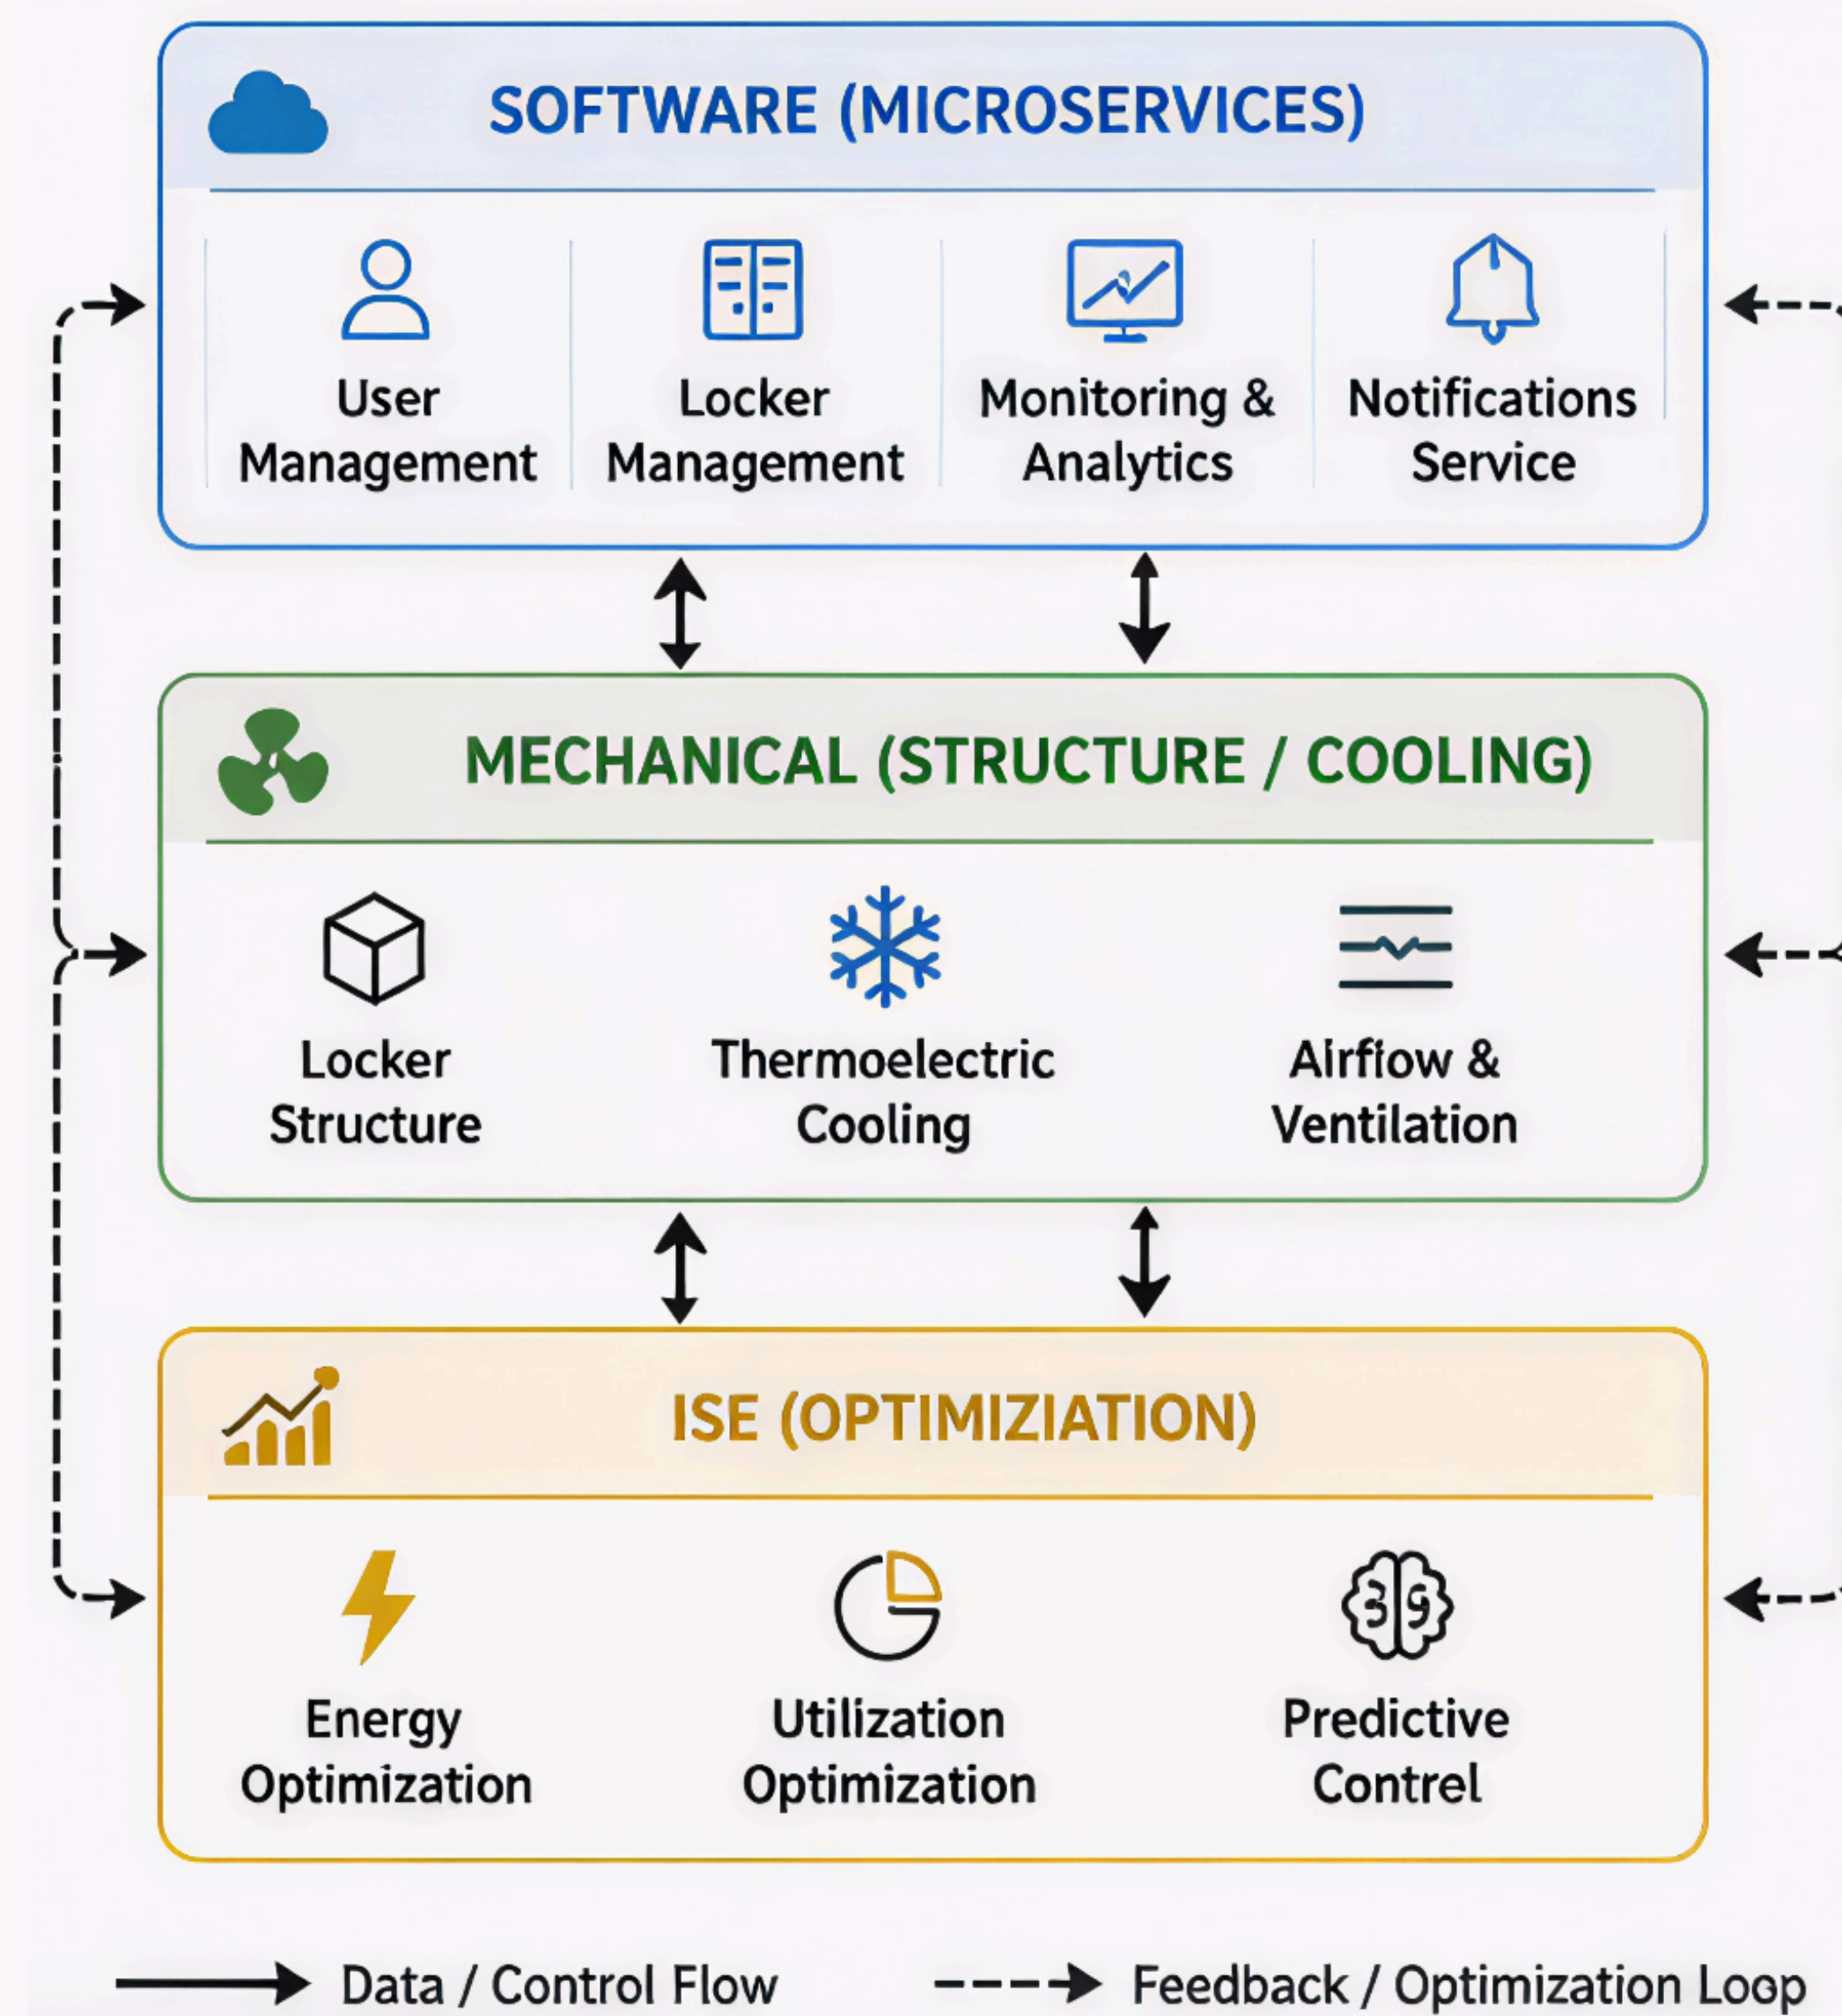 SOFTWARE (MICROSERVICES)
User
Management
Locker
Management
Monitoring &
Analytics
Notifications
Service
MECHANICAL (STRUCTURE / COOLING)
Locker
Structure
Thermoelectric
Cooling
Airflow &
Ventilation
ISE (OPTIMIZIATION)
Energy
Optimization
Utilization
Optimization
Predictive
Contrel
Data / Control Flow
Feedback / Optimization Loop